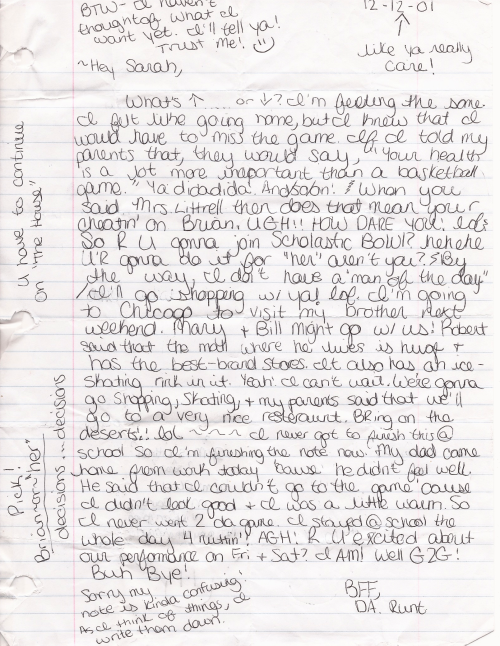 BTW- I haven't
thought of what I
want yet. I'll tell ya!
Trust me!
12-12-01
like ya really
care!
~Hey Sarah,
What's ↑ .... or ↓? I'm feeling the same.
I felt like going home, but I knew that I
would have to miss the game. If I told my
parents that, they would say, "Your health
is a lot more important than a basketball
game." Ya didadida. And so on! When you
said Mrs. Littrell then does that mean your
cheatin' on Brian. UGH!! HOW DARE YOU! lol!
So R U gonna join Scholastic Bowl? hehehe
U'R gonna do it for "her" aren't you? By
the way, I don't have a "man of the day"
I'll go shopping w/ ya! lol. I'm going
to Chicago to visit my brother next
weekend. Mary + Bill might go w/ us! Robert
said that the mall where he lives is huge +
has the best-brand stores. It also has an ice-
skating rink in it. Yeah! I can't wait. We're gonna
go Shopping, Skating, + my parents said that we'll
go to a very nice restaraunt. BRing on the
deserts!! lol ~~~~ I never got to finish this @
school so I'm finishing the note now. My dad came
home from work today 'cause he didn't feel well.
He said that I couldn't go to the game 'cause
I didn't look good + I was a little warm. So
I never went 2 da game. I stayed @ school the
whole day 4 nuttin'! AGH! R U excited about
our performance on Fri + Sat? I AM! Well G2G!
Buh Bye!
BFF,
DA. Runt
Sorry my
note is kinda confusing!
As I think of things, I
write them down.
U have to continue
on "The House"
Pick!
Brian -or- "her"
decisions...decisions